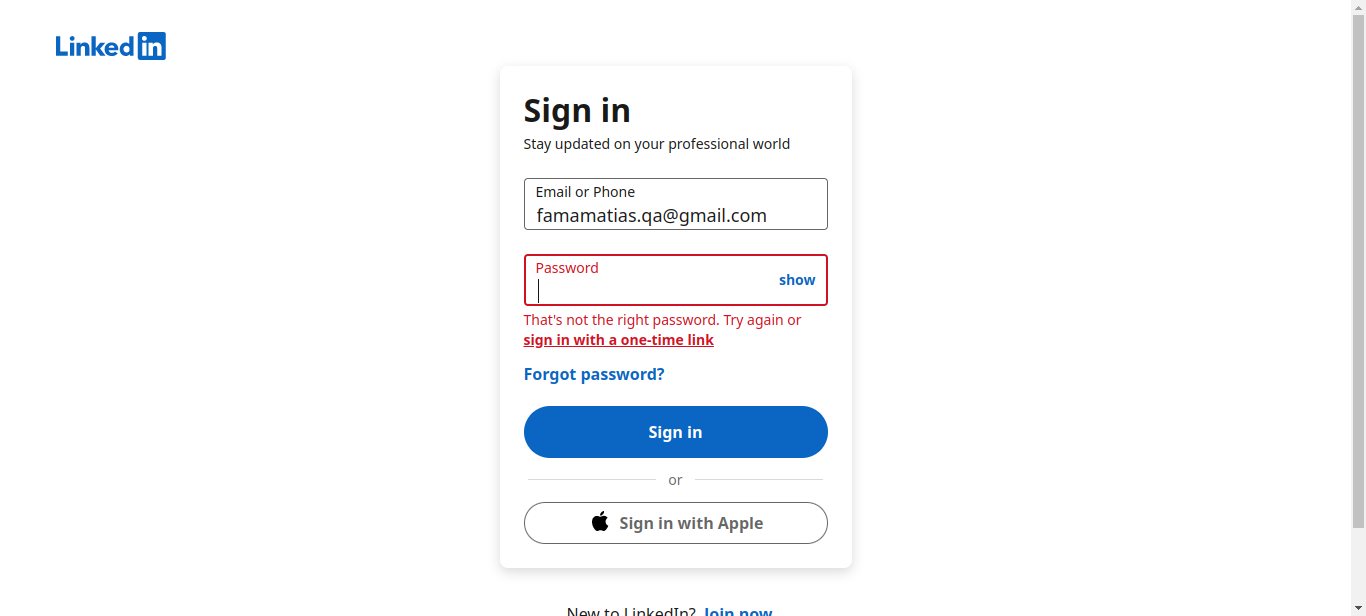 Linked in
Sign in
Stay updated on your professional world
Email or Phone
famamatias.qa@gmail.com
Password
show
That's not the right password. Try again or
sign in with a one-time link
Forgot password?
Sign in
or
Sign in with Apple
New to LinkedIn? Join now